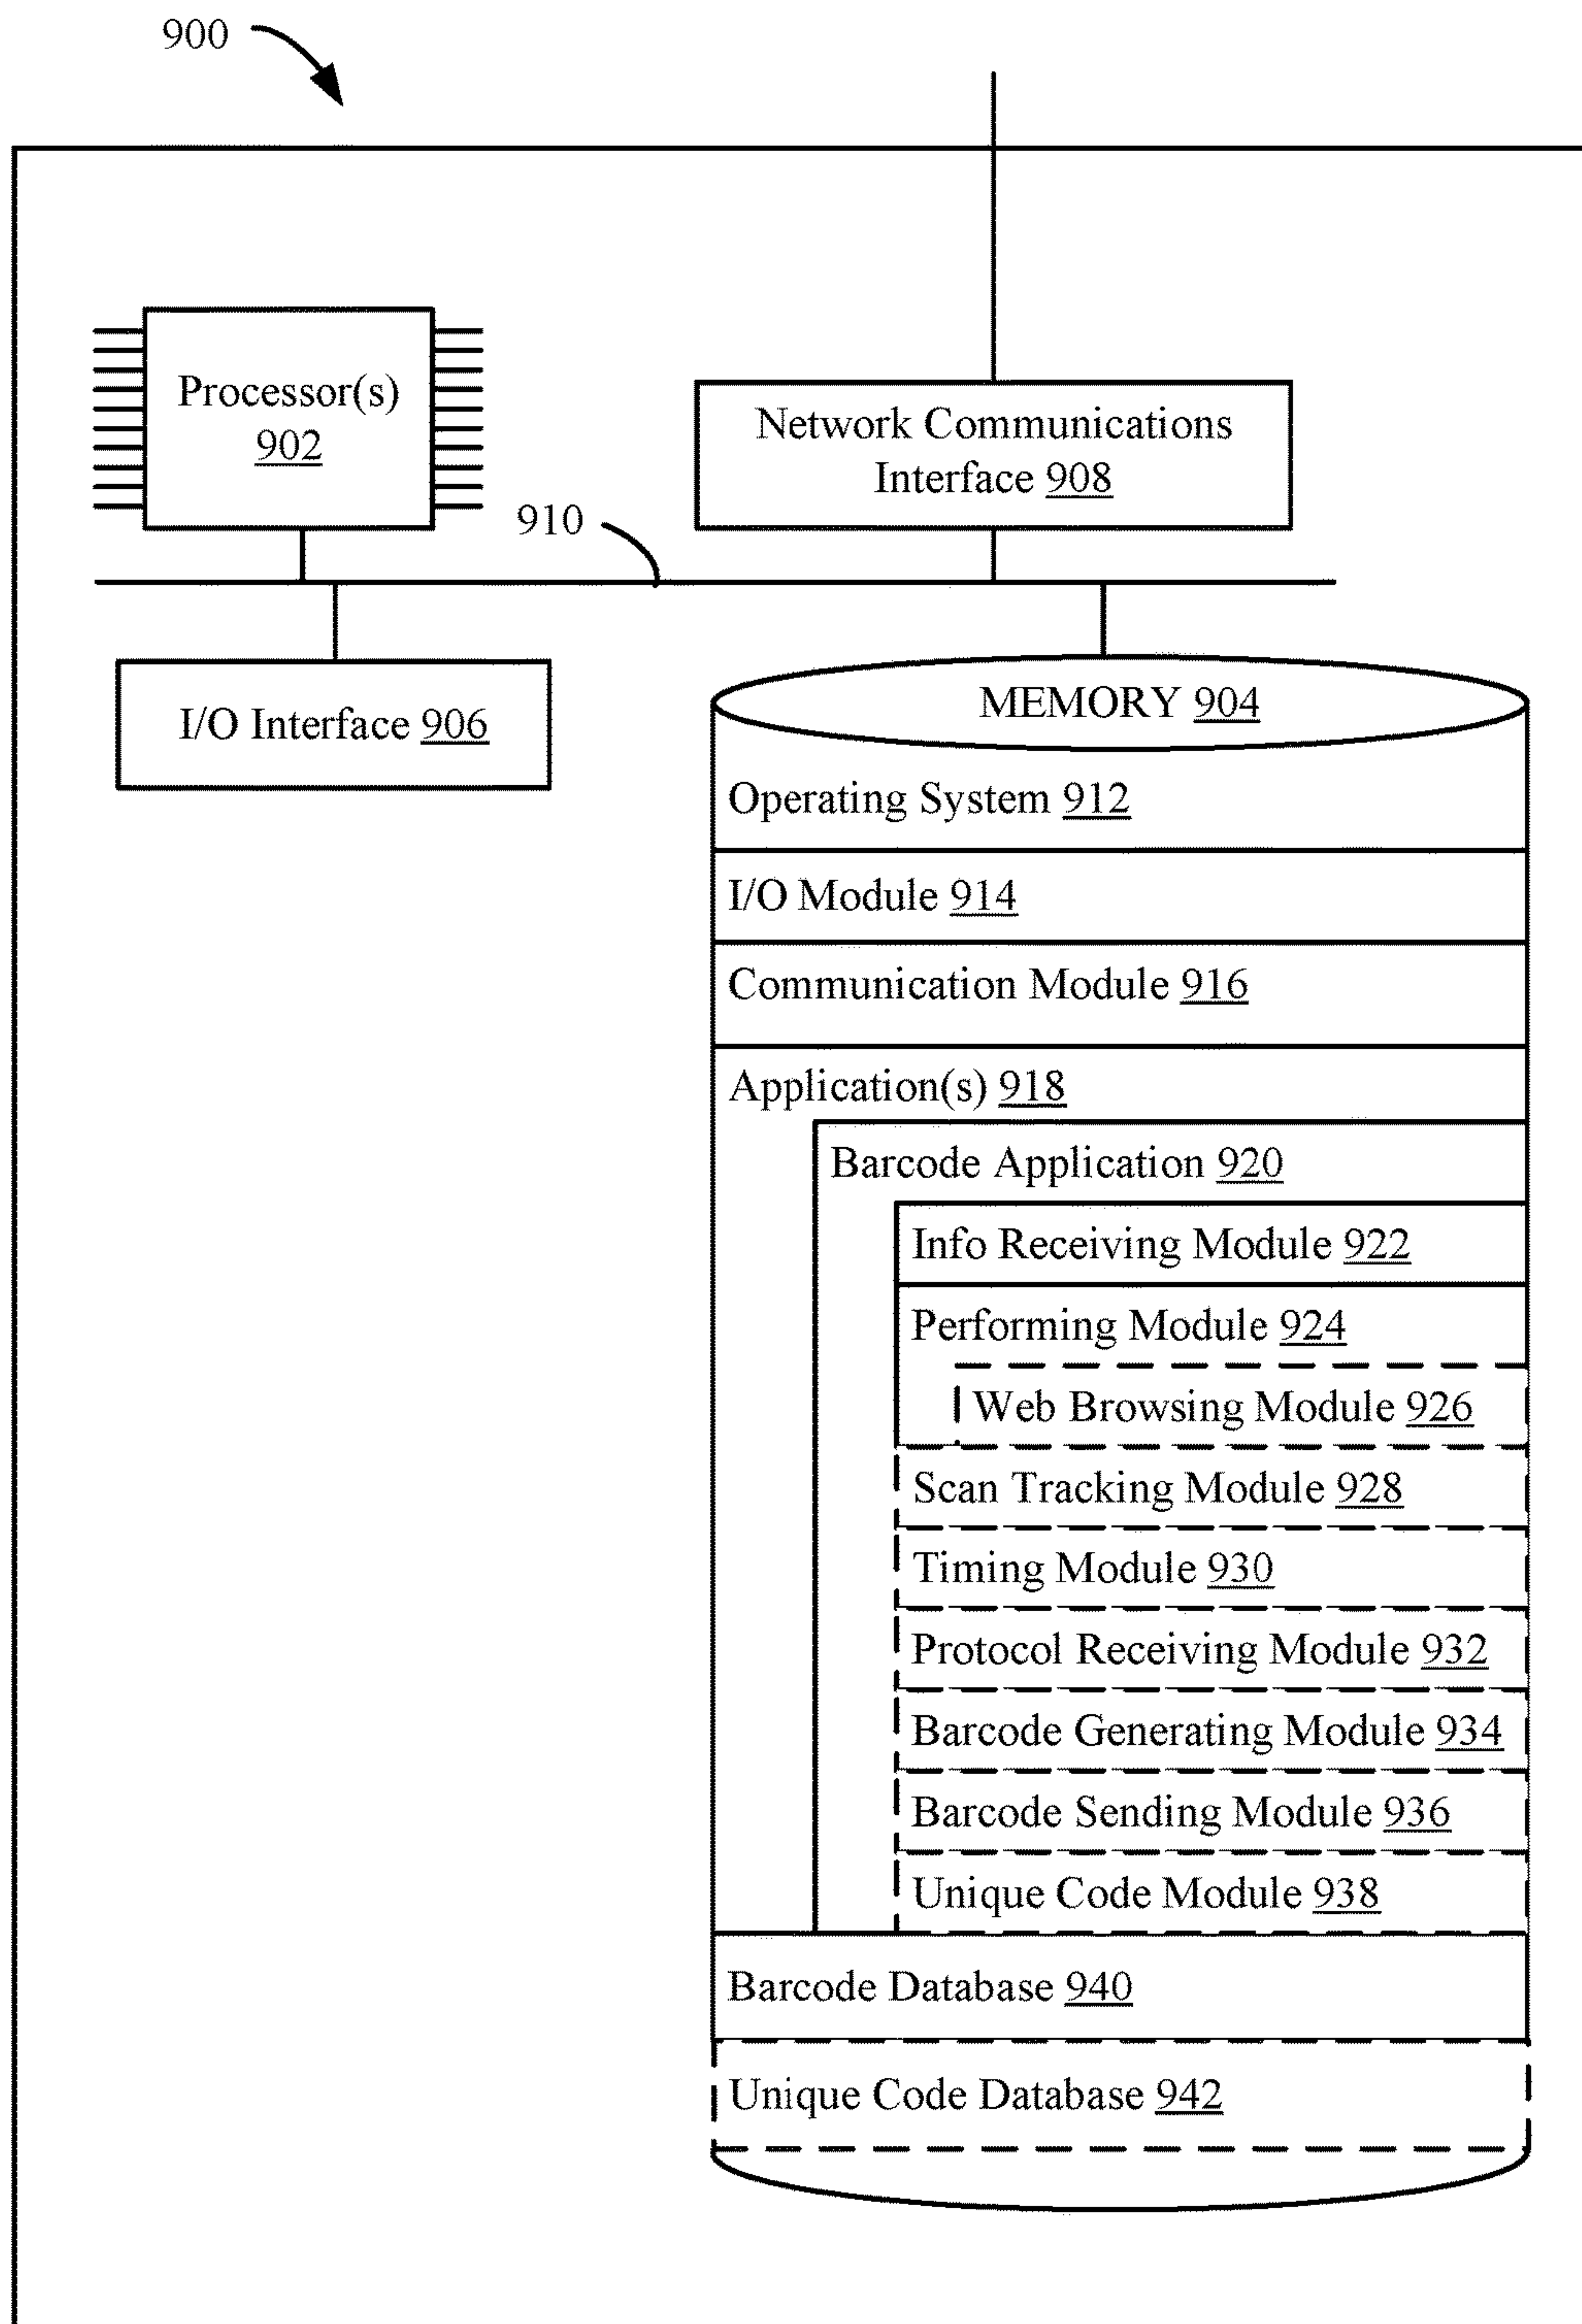 900
Processor(s)
902
Network Communications
Interface 908
910
I/O Interface 906
MEMORY 904
Operating System 912
I/O Module 914
Communication Module 916
Application(s) 918
Barcode Application 920
Info Receiving Module 922
Performing Module 924
Web Browsing Module 926
Scan Tracking Module 928
Timing Module 930
Protocol Receiving Module 932
Barcode Generating Module 934
Barcode Sending Module 936
Unique Code Module 938
Barcode Database 940
Unique Code Database 942